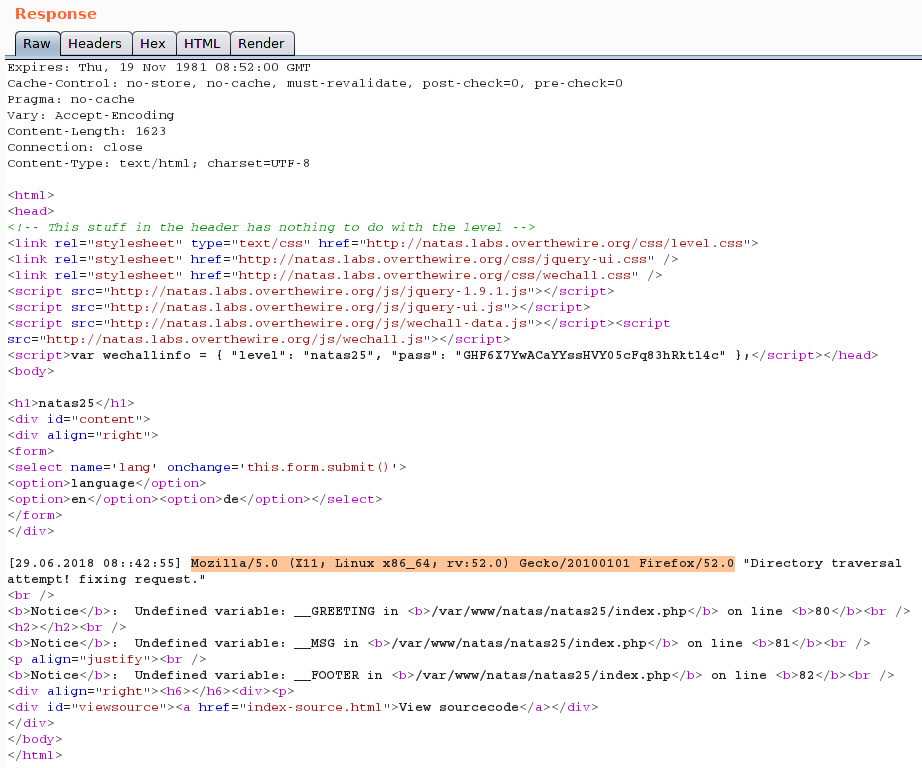 Response
Raw Headers Hex HTML Render
Expires: Thu, 19 Nov 1981 08:52:00 GMT
Cache-Control: no-store, no-cache, must-revalidate, post-check=0, pre-check=0
Pragma: no-cache
Vary: Accept-Encoding
Content-Length: 1623
Connection: close
Content-Type: text/html; charset=UTF-8
<html>
<head>
<!-- This stuff in the header has nothing to do with the level -->
<link rel="stylesheet" type="text/css" href="http://natas.labs.overthewire.org/css/level.css">
<link rel="stylesheet" href="http://natas.labs.overthewire.org/css/jquery-ui.css" />
<link rel="stylesheet" href="http://natas.labs.overthewire.org/css/wechall.css" />
<script src="http://natas.labs.overthewire.org/js/jquery-1.9.1.js"></script>
<script src="http://natas.labs.overthewire.org/js/jquery-ui.js"></script>
<script src="http://natas.labs.overthewire.org/js/wechall-data.js"></script><script
src="http://natas.labs.overthewire.org/js/wechall.js"></script>
<script>var wechallinfo = { "level": "natas25", "pass": "GHF6X7YwACaYYssHVY05cFq83hRktl4c" };</script></head>
<body>
<h1>natas25</h1>
<div id="content">
<div align="right">
<form>
<select name='lang' onchange='this.form.submit()'>
<option>language</option>
<option>en</option><option>de</option></select>
</form>
</div>
[29.06.2018 08::42:55] Mozilla/5.0 (X11; Linux x86_64; rv:52.0) Gecko/20100101 Firefox/52.0 "Directory traversal
attempt! fixing request."
<br />
<b>Notice</b>:  Undefined variable: __GREETING in <b>/var/www/natas/natas25/index.php</b> on line <b>80</b><br />
<h2></h2><br />
<b>Notice</b>:  Undefined variable: __MSG in <b>/var/www/natas/natas25/index.php</b> on line <b>81</b><br />
<p align="justify"><br />
<b>Notice</b>:  Undefined variable: __FOOTER in <b>/var/www/natas/natas25/index.php</b> on line <b>82</b><br />
<div align="right"><h6></h6><div><p>
<div id="viewsource"><a href="index-source.html">View sourcecode</a></div>
</div>
</body>
</html>